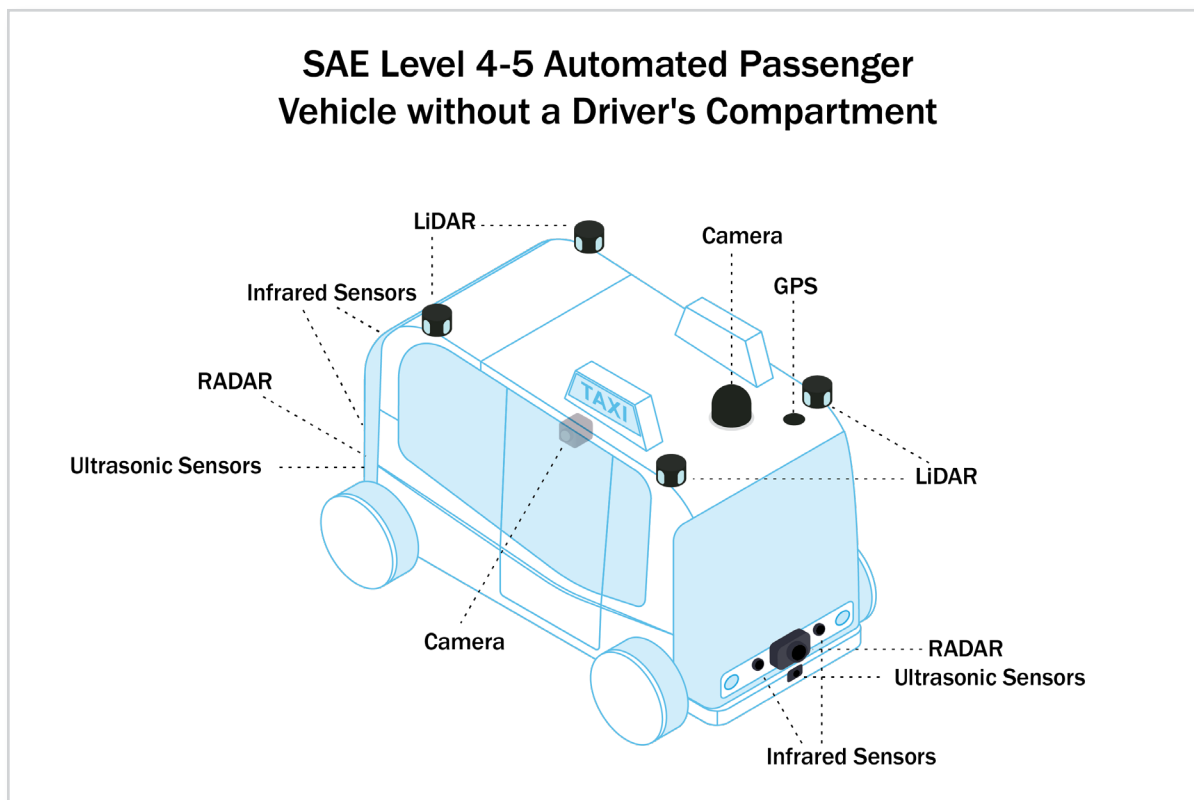 SAE Level 4-5 Automated Passenger
Vehicle without a Driver's Compartment
LiDAR
Camera
GPS
Infrared Sensors
RADAR
TAXI
Ultrasonic Sensors
LiDAR
Camera
RADAR
Ultrasonic Sensors
Infrared Sensors